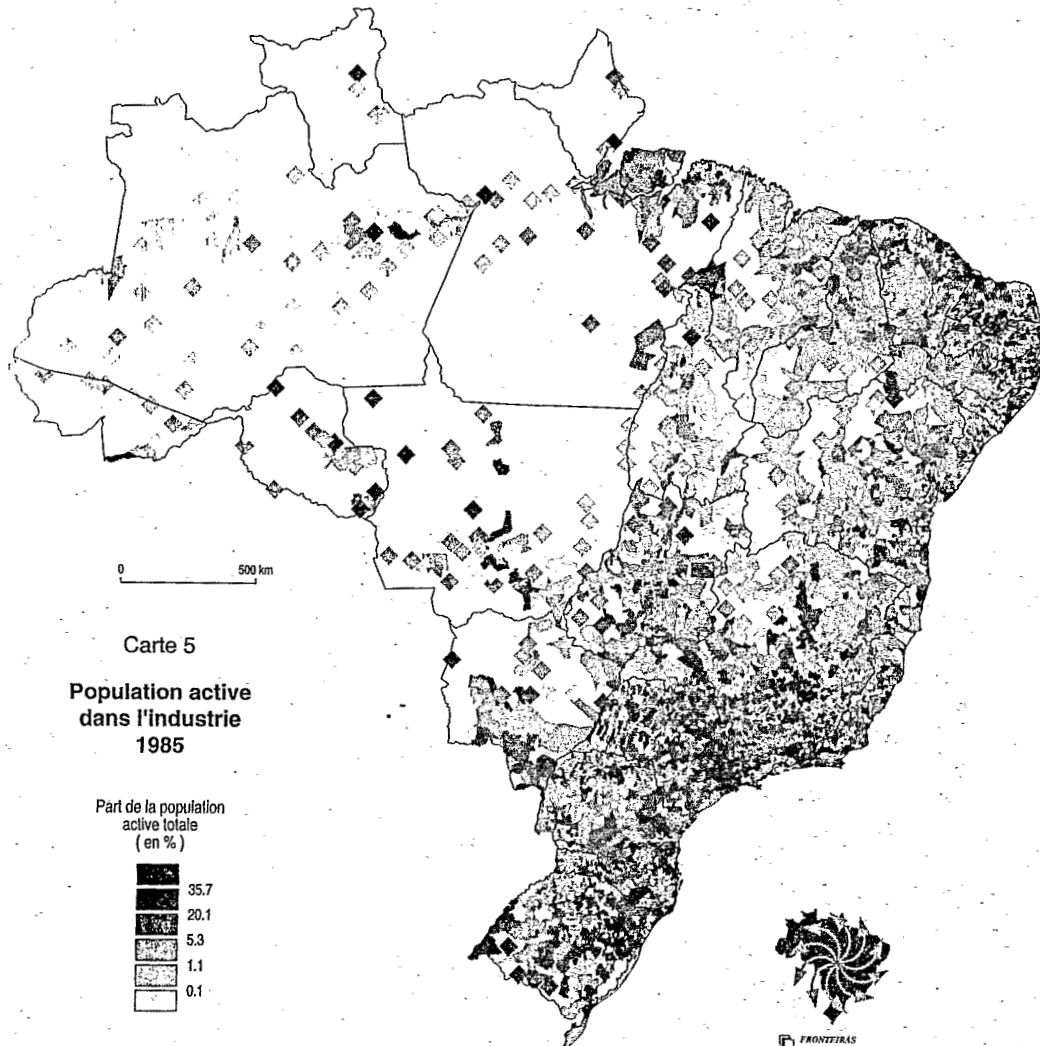 0 500 km
Carte 5
Population active
dans l'industrie
1985
Part de la population
active totale
( en % )
35.7
20.1
5.3
1.1
0.1
FRONTEIRAS